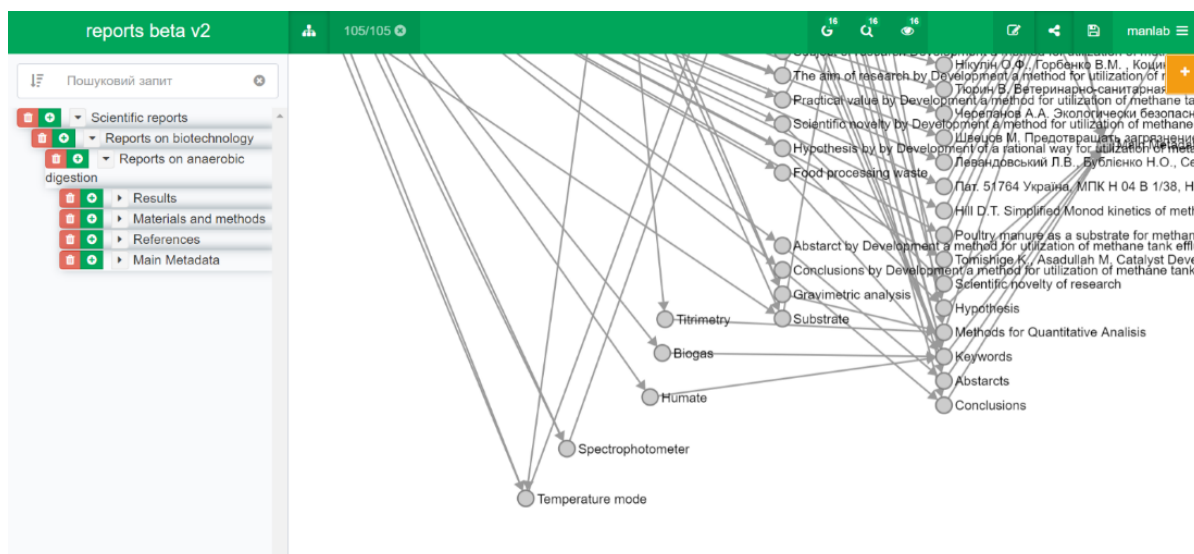 reports beta v2
105/105
16
16
16
manlab
Пошуковий запит
Scientific reports
Reports on biotechnology
Reports on anaerobic
digestion
Results
Materials and methods
References
Main Metadata
The aim of research by Development a method for utilization of
Practical value by Development a method for utilization of methane ta
Scientific novelty by Development a method for utilization of methane
Hypothesis by by Development of a rational way for utilization of meta
Food processing waste
Abstarct by Development a method for utilization of methane tank effl
Conclusions by Development a method for utilization of methane tank
Gravimetric analysis
Substrate
Titrimetry
Biogas
Humate
Spectrophotometer
Temperature mode
Нікулін О.Ф., Горбенко В.М. , Коцю
Тюрин В. Ветеринарно-санитарная
Черепанов А.А. Экологически безопасн
Швецов М. Предотвращать загрязнение
Main Metada
Левандовський Л.В., Бублієнко Н.О., Се
Пат. 51764 Україна, МПК Н 04 В 1/38, Н
Hill D.T. Simplified Monod kinetics of meth
Poultry manure as a substrate for methan
Tomishige K., Asadullah M. Catalyst Deve
Scientific novelty of research
Hypothesis
Methods for Quantitative Analisis
Keywords
Abstarcts
Conclusions